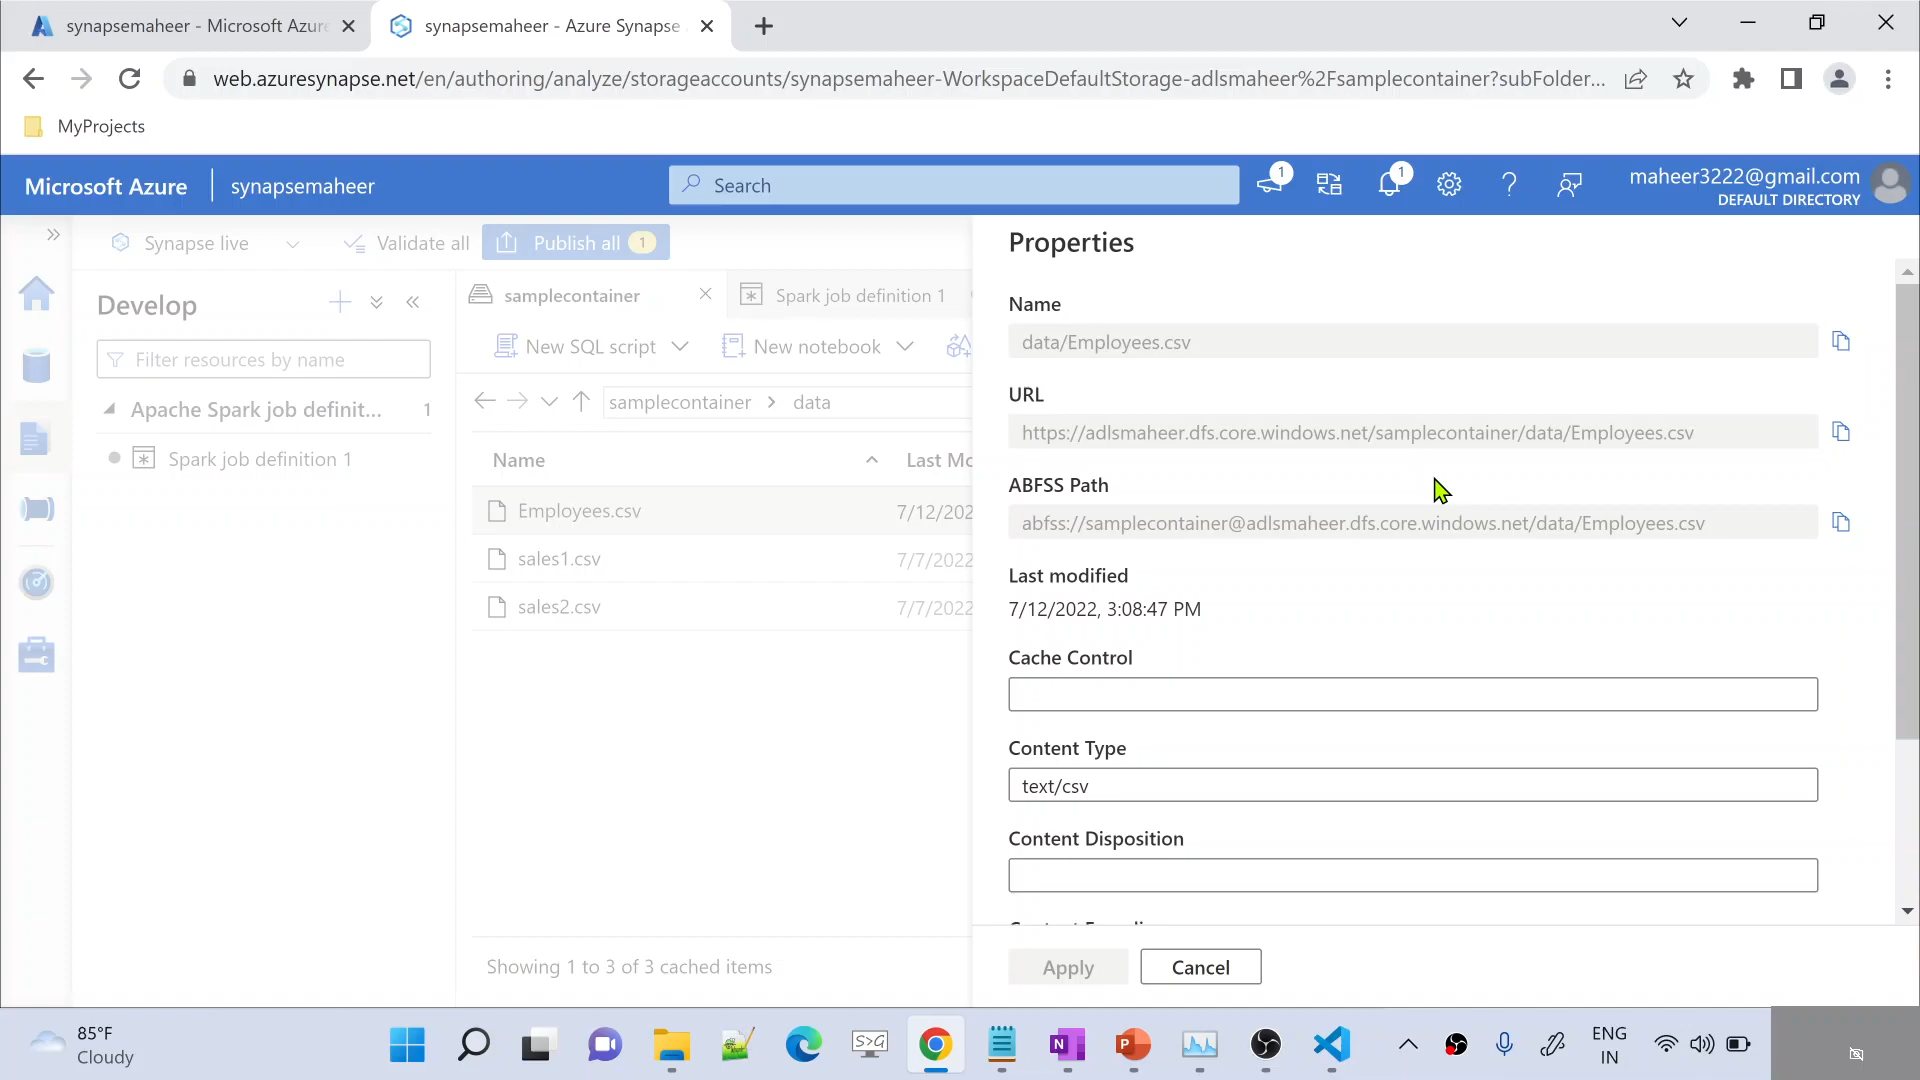 synapsemaheer - Microsoft Azure
synapsemaheer - Azure Synapse
web.azuresynapse.net/en/authoring/analyze/storageaccounts/synapsemaheer-WorkspaceDefaultStorage-adlsmaheer%2Fsamplecontainer?subFolder...
MyProjects
Microsoft Azure
synapsemaheer
Search
1
1
maheer3222@gmail.com
DEFAULT DIRECTORY
Synapse live
Validate all
Publish all
1
Develop
Filter resources by name
Apache Spark job definit...
1
Spark job definition 1
samplecontainer
Spark job definition 1
New SQL script
New notebook
samplecontainer
data
Name
Last Mo
Employees.csv
7/12/202
sales1.csv
7/7/2022
sales2.csv
7/7/2022
Showing 1 to 3 of 3 cached items
Properties
Name
data/Employees.csv
URL
https://adlsmaheer.dfs.core.windows.net/samplecontainer/data/Employees.csv
ABFSS Path
abfss://samplecontainer@adlsmaheer.dfs.core.windows.net/data/Employees.csv
Last modified
7/12/2022, 3:08:47 PM
Cache Control
Content Type
text/csv
Content Disposition
Apply
Cancel
85°F
Cloudy
S>G
N
P
ENG
IN